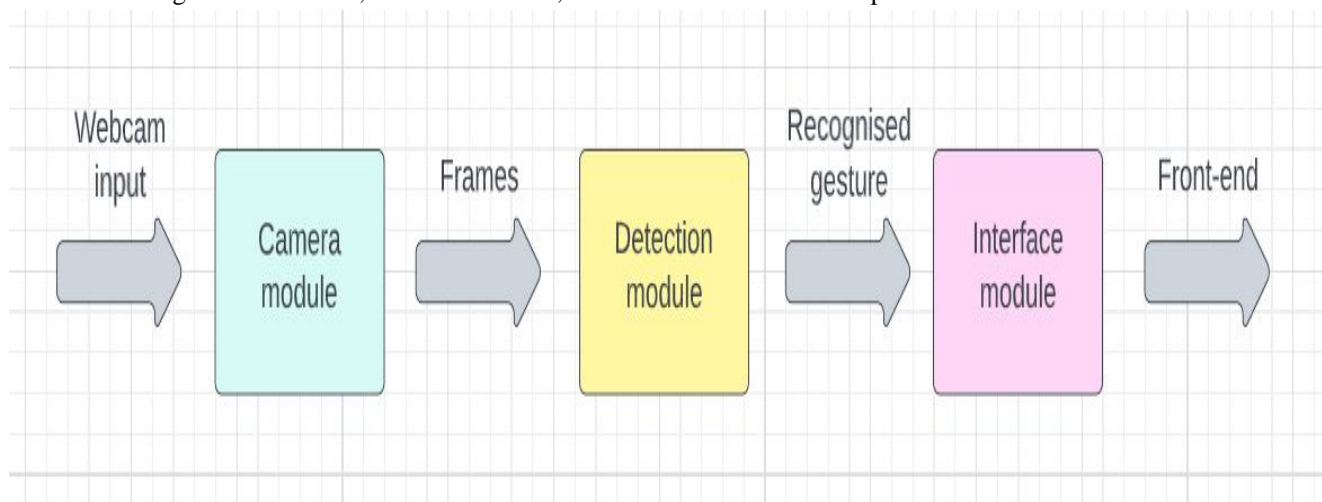 Webcam
input
Camera
module
Frames
Detection
module
Recognised
gesture
Interface
module
Front-end